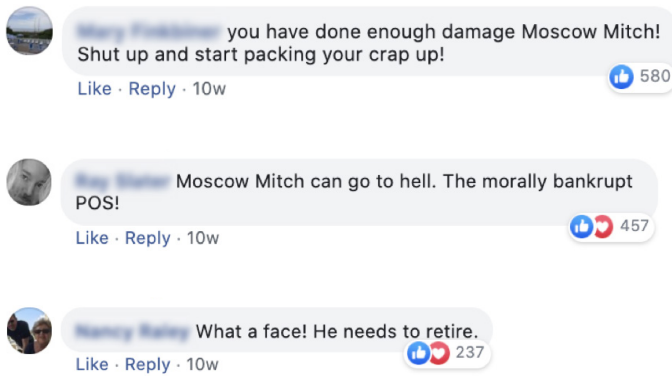 you have done enough damage Moscow Mitch!
Shut up and start packing your crap up!
580
Like · Reply · 10w
Moscow Mitch can go to hell. The morally bankrupt
POS!
457
Like · Reply · 10w
What a face! He needs to retire.
237
Like · Reply · 10w